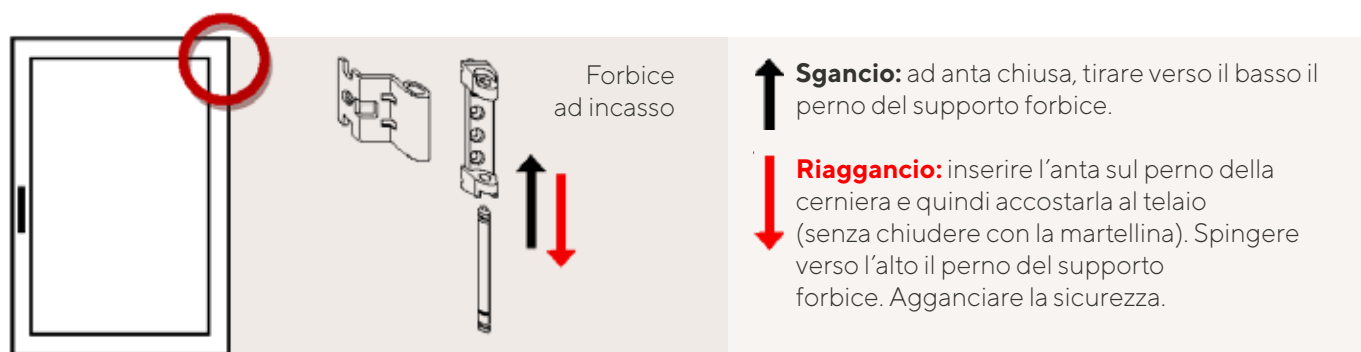 Forbice
ad incasso
Sgancio: ad anta chiusa, tirare verso il basso il
perno del supporto forbice.
Riaggancio: inserire l’anta sul perno della
cerniera e quindi accostarla al telaio
(senza chiudere con la martellina). Spingere
verso l’alto il perno del supporto
forbice. Agganciare la sicurezza.